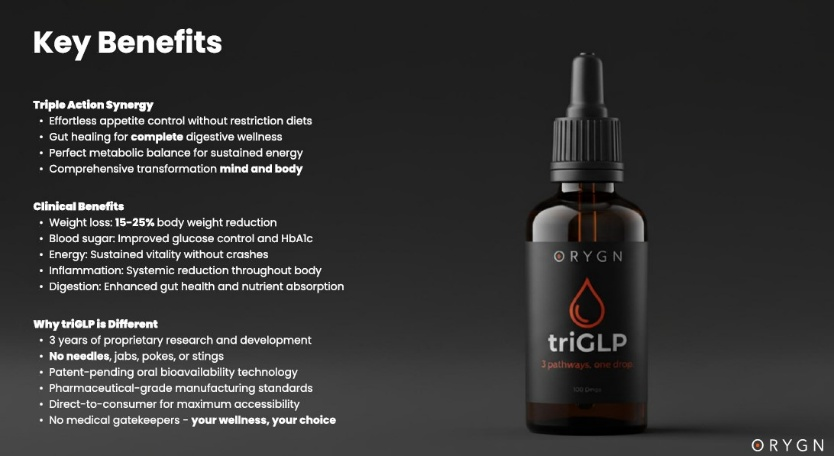 Key Benefits
Triple Action Synergy
• Effortless appetite control without restriction diets
• Gut healing for complete digestive wellness
• Perfect metabolic balance for sustained energy
• Comprehensive transformation mind and body
Clinical Benefits
• Weight loss: 15-25% body weight reduction
• Blood sugar: Improved glucose control and HbA1c
• Energy: Sustained vitality without crashes
• Inflammation: Systemic reduction throughout body
• Digestion: Enhanced gut health and nutrient absorption
Why triGLP is Different
• 3 years of proprietary research and development
• No needles, jabs, pokes, or stings
• Patent-pending oral bioavailability technology
• Pharmaceutical-grade manufacturing standards
• Direct-to-consumer for maximum accessibility
• No medical gatekeepers - your wellness, your choice
ORYGN
triGLP
3 pathways, one drop.
ORYGN